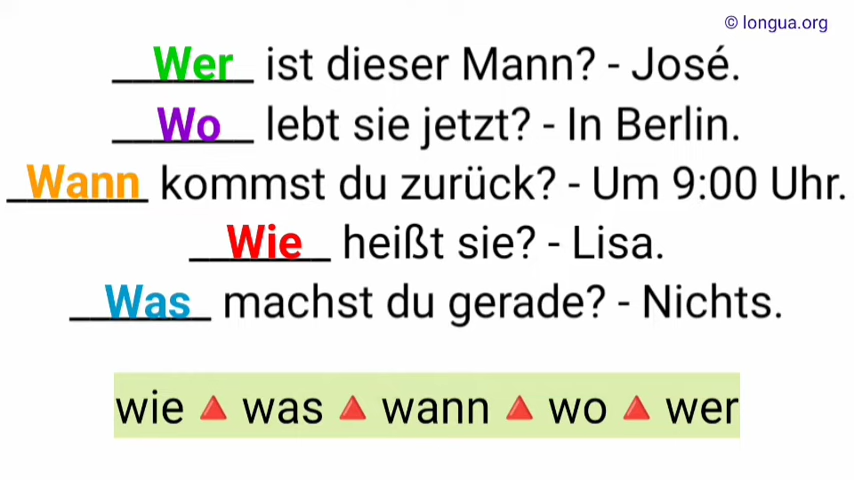 © longua.org
Wer ist dieser Mann? - José.
Wo lebt sie jetzt? - In Berlin.
Wann kommst du zurück? - Um 9:00 Uhr.
Wie heißt sie? - Lisa.
Was machst du gerade? - Nichts.
wie 🔺 was 🔺 wann 🔺 wo 🔺 wer